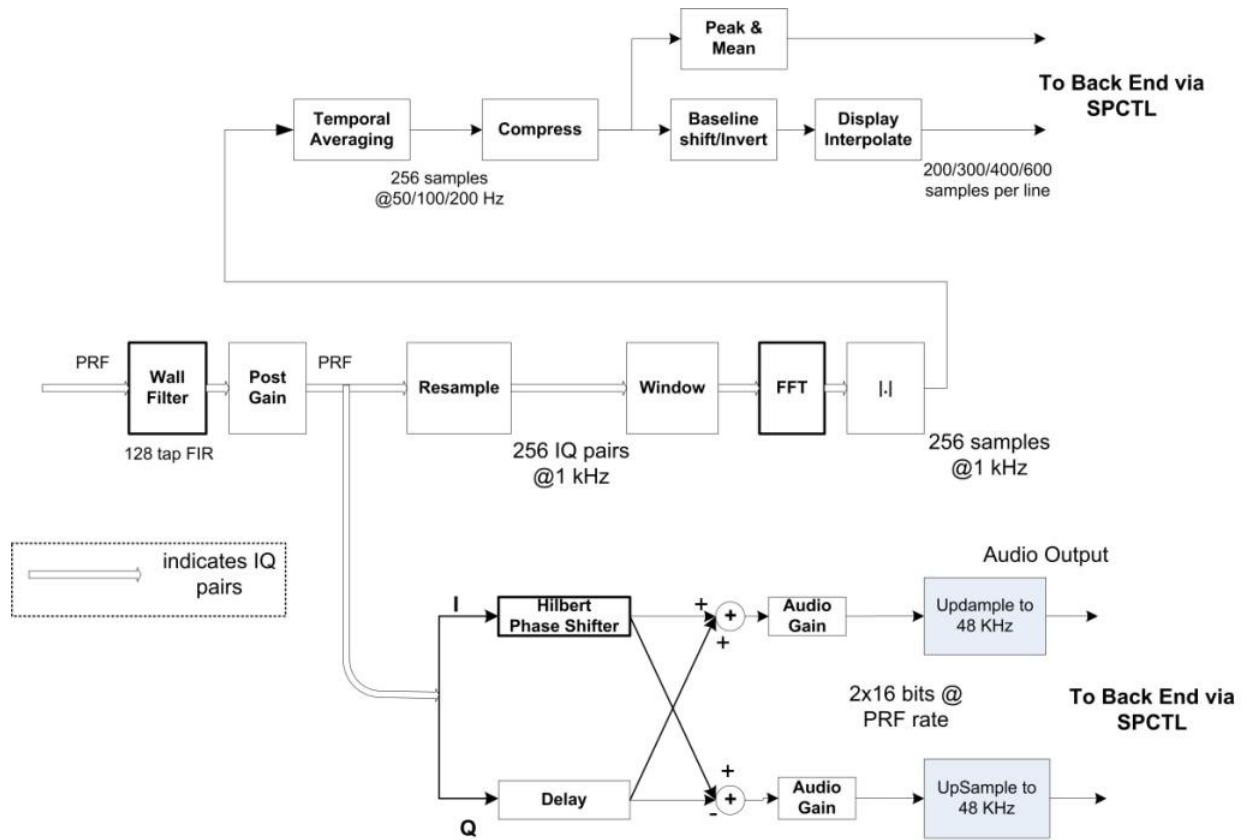 Peak &
Mean
To Back End via
SPCTL
Temporal
Averaging
Compress
Baseline
shift/Invert
Display
Interpolate
256 samples
@50/100/200 Hz
200/300/400/600
samples per line
PRF
Wall
Filter
Post
Gain
PRF
Resample
Window
FFT
|.|
128 tap FIR
256 IQ pairs
@1 kHz
256 samples
@1 kHz
indicates IQ
pairs
Audio Output
I
Hilbert
Phase Shifter
+
+
+
Audio
Gain
Updample to
48 KHz
2x16 bits @
PRF rate
To Back End via
SPCTL
Q
Delay
+
-
+
Audio
Gain
UpSample to
48 KHz